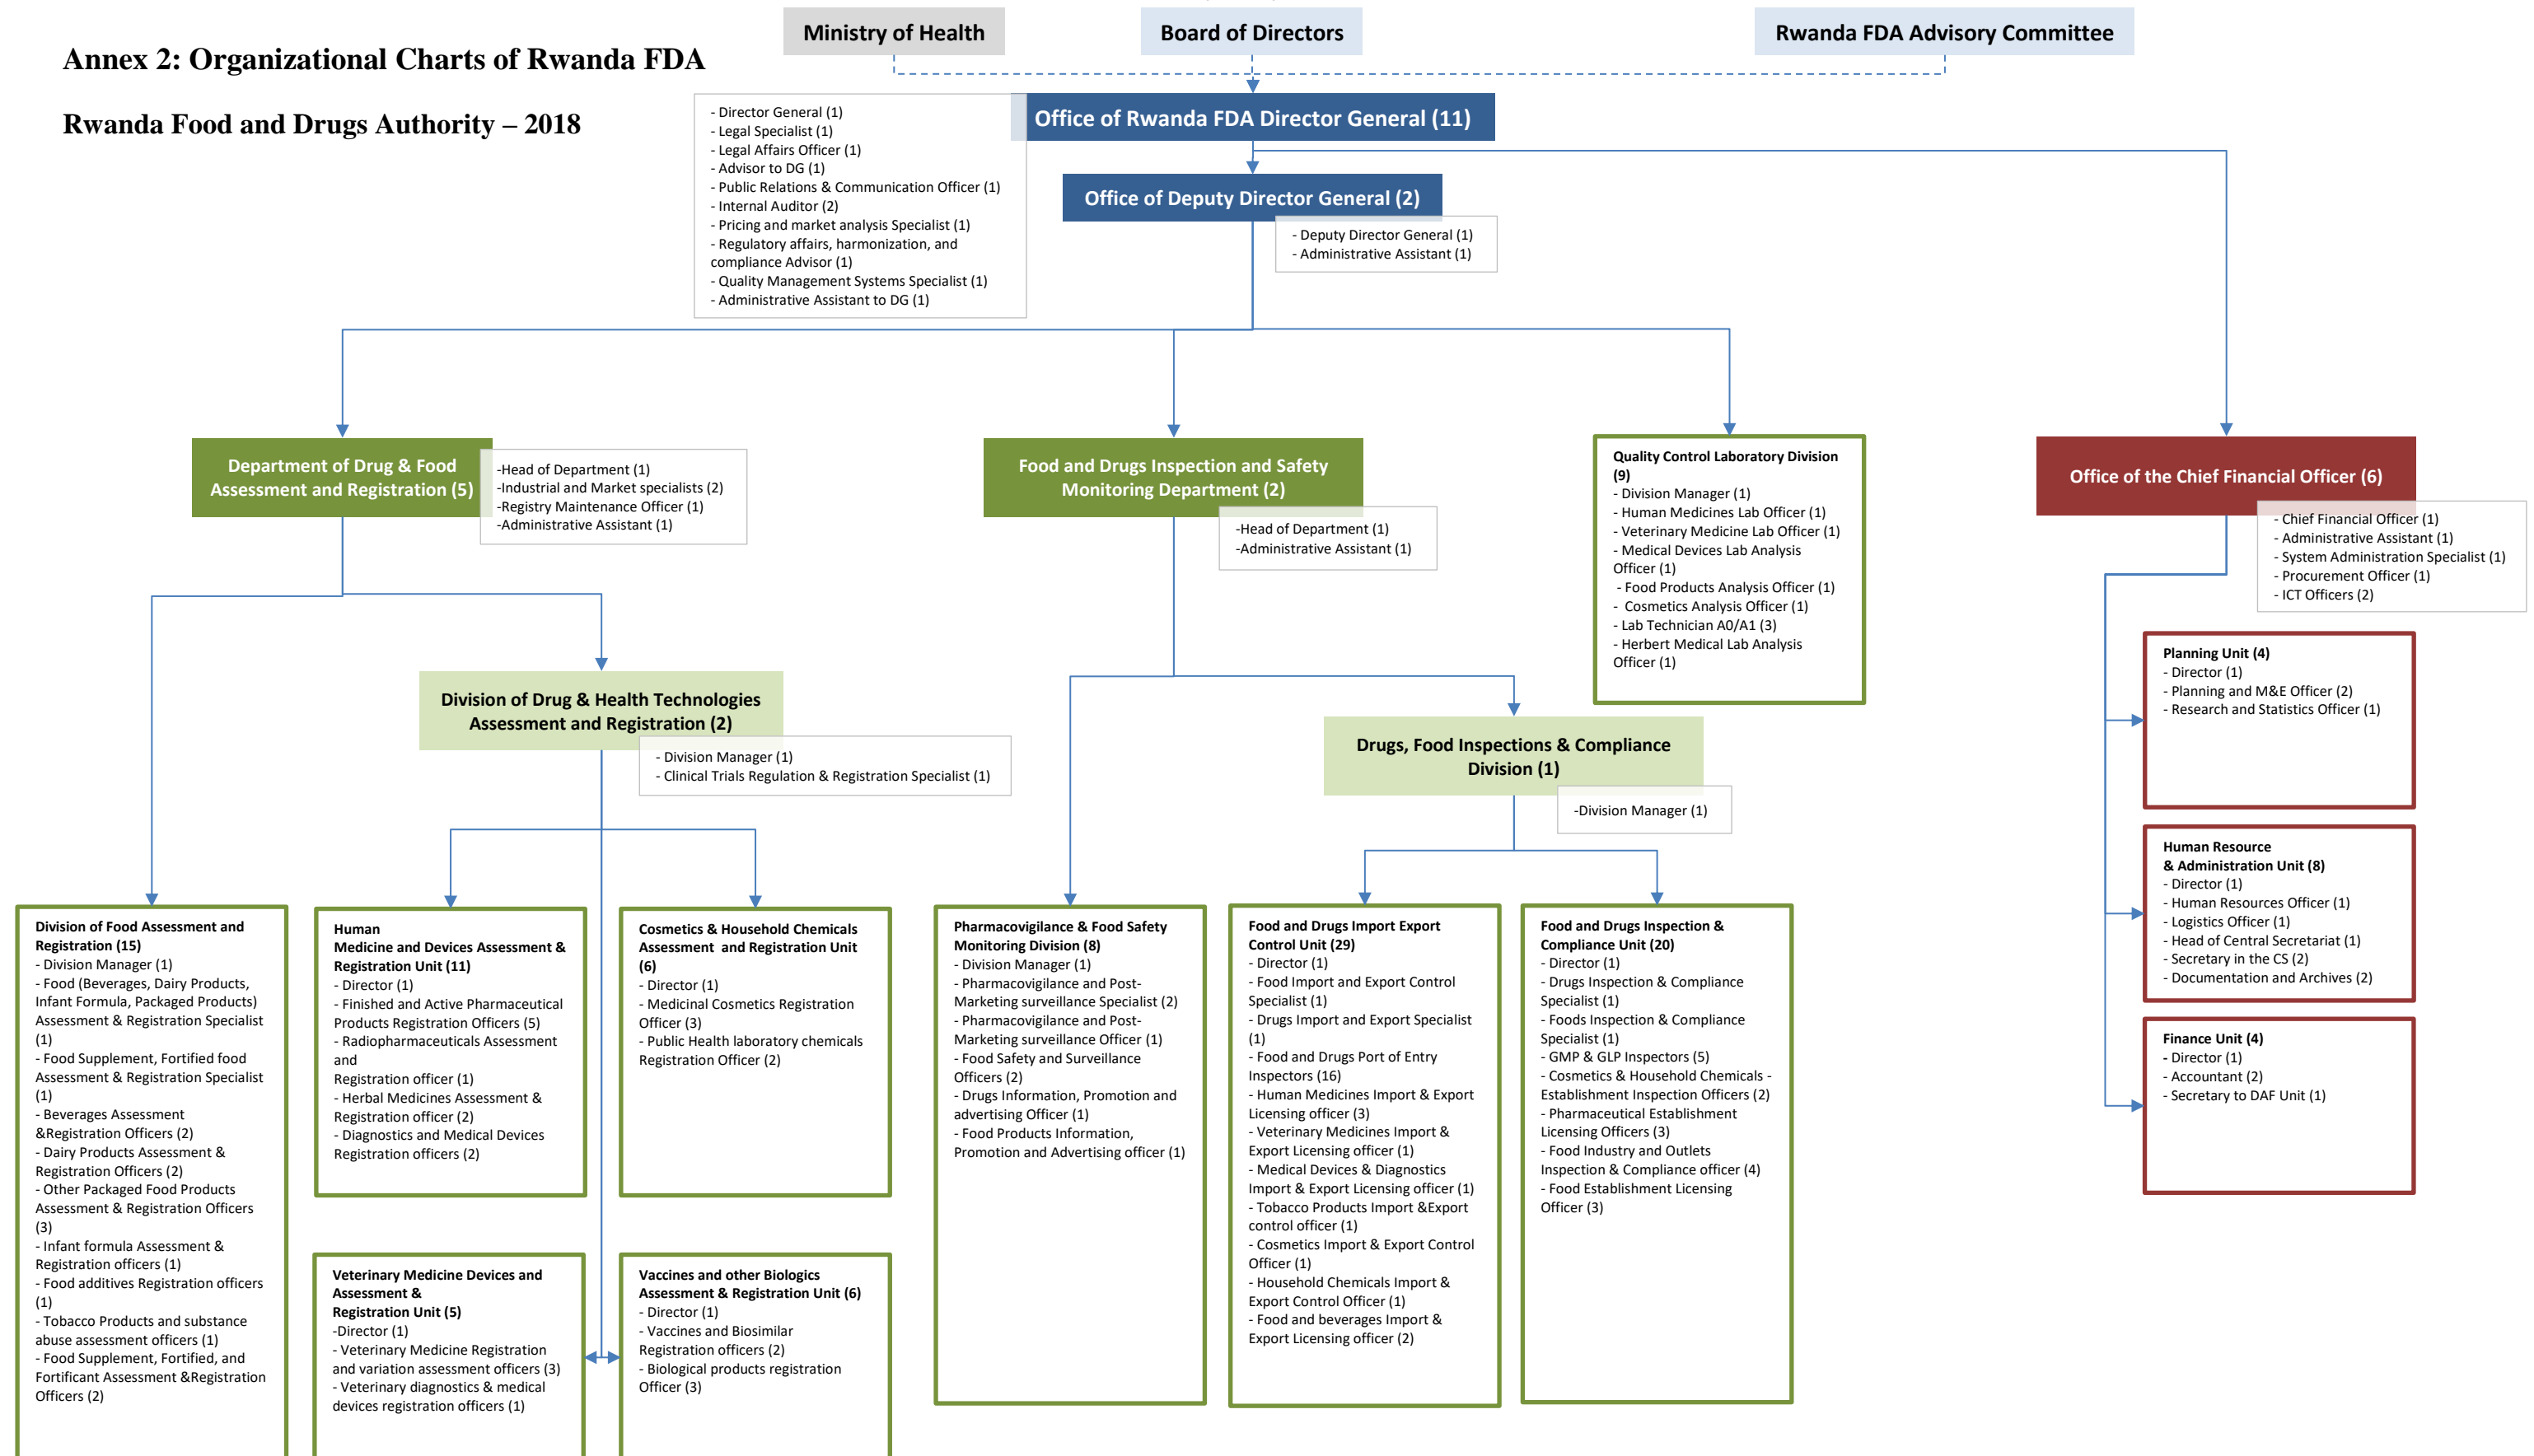 Ministry of Health
Board of Directors
Rwanda FDA Advisory Committee
Annex 2: Organizational Charts of Rwanda FDA
Rwanda Food and Drugs Authority – 2018
Office of Rwanda FDA Director General (11)
- Director General (1)
- Legal Specialist (1)
- Legal Affairs Officer (1)
- Advisor to DG (1)
- Public Relations & Communication Officer (1)
- Internal Auditor (2)
- Pricing and market analysis Specialist (1)
- Regulatory affairs, harmonization, and
compliance Advisor (1)
- Quality Management Systems Specialist (1)
- Administrative Assistant to DG (1)
Office of Deputy Director General (2)
- Deputy Director General (1)
- Administrative Assistant (1)
Department of Drug & Food
Assessment and Registration (5)
-Head of Department (1)
-Industrial and Market specialists (2)
-Registry Maintenance Officer (1)
-Administrative Assistant (1)
Food and Drugs Inspection and Safety
Monitoring Department (2)
-Head of Department (1)
-Administrative Assistant (1)
Quality Control Laboratory Division
(9)
- Division Manager (1)
- Human Medicines Lab Officer (1)
- Veterinary Medicine Lab Officer (1)
- Medical Devices Lab Analysis
Officer (1)
- Food Products Analysis Officer (1)
- Cosmetics Analysis Officer (1)
- Lab Technician A0/A1 (3)
- Herbert Medical Lab Analysis
Officer (1)
Office of the Chief Financial Officer (6)
- Chief Financial Officer (1)
- Administrative Assistant (1)
- System Administration Specialist (1)
- Procurement Officer (1)
- ICT Officers (2)
Planning Unit (4)
- Director (1)
- Planning and M&E Officer (2)
- Research and Statistics Officer (1)
Human Resource
& Administration Unit (8)
- Director (1)
- Human Resources Officer (1)
- Logistics Officer (1)
- Head of Central Secretariat (1)
- Secretary in the CS (2)
- Documentation and Archives (2)
Finance Unit (4)
- Director (1)
- Accountant (2)
- Secretary to DAF Unit (1)
Division of Drug & Health Technologies
Assessment and Registration (2)
- Division Manager (1)
- Clinical Trials Regulation & Registration Specialist (1)
Drugs, Food Inspections & Compliance
Division (1)
-Division Manager (1)
Division of Food Assessment and
Registration (15)
- Division Manager (1)
- Food (Beverages, Dairy Products,
Infant Formula, Packaged Products)
Assessment & Registration Specialist
(1)
- Food Supplement, Fortified food
Assessment & Registration Specialist
(1)
- Beverages Assessment
&Registration Officers (2)
- Dairy Products Assessment &
Registration Officers (2)
- Other Packaged Food Products
Assessment & Registration Officers
(3)
- Infant formula Assessment &
Registration officers (1)
- Food additives Registration officers
(1)
- Tobacco Products and substance
abuse assessment officers (1)
- Food Supplement, Fortified, and
Fortificant Assessment &Registration
Officers (2)
Human
Medicine and Devices Assessment &
Registration Unit (11)
- Director (1)
- Finished and Active Pharmaceutical
Products Registration Officers (5)
- Radiopharmaceuticals Assessment
and
Registration officer (1)
- Herbal Medicines Assessment &
Registration officer (2)
- Diagnostics and Medical Devices
Registration officers (2)
Cosmetics & Household Chemicals
Assessment and Registration Unit
(6)
- Director (1)
- Medicinal Cosmetics Registration
Officer (3)
- Public Health laboratory chemicals
Registration Officer (2)
Veterinary Medicine Devices and
Assessment &
Registration Unit (5)
-Director (1)
- Veterinary Medicine Registration
and variation assessment officers (3)
- Veterinary diagnostics & medical
devices registration officers (1)
Vaccines and other Biologics
Assessment & Registration Unit (6)
- Director (1)
- Vaccines and Biosimilar
Registration officers (2)
- Biological products registration
Officer (3)
Pharmacovigilance & Food Safety
Monitoring Division (8)
- Division Manager (1)
- Pharmacovigilance and Post-
Marketing surveillance Specialist (2)
- Pharmacovigilance and Post-
Marketing surveillance Officer (1)
- Food Safety and Surveillance
Officers (2)
- Drugs Information, Promotion and
advertising Officer (1)
- Food Products Information,
Promotion and Advertising officer (1)
Food and Drugs Import Export
Control Unit (29)
- Director (1)
- Food Import and Export Control
Specialist (1)
- Drugs Import and Export Specialist
(1)
- Food and Drugs Port of Entry
Inspectors (16)
- Human Medicines Import & Export
Licensing officer (3)
- Veterinary Medicines Import &
Export Licensing officer (1)
- Medical Devices & Diagnostics
Import & Export Licensing officer (1)
- Tobacco Products Import &Export
control officer (1)
- Cosmetics Import & Export Control
Officer (1)
- Household Chemicals Import &
Export Control Officer (1)
- Food and beverages Import &
Export Licensing officer (2)
Food and Drugs Inspection &
Compliance Unit (20)
- Director (1)
- Drugs Inspection & Compliance
Specialist (1)
- Foods Inspection & Compliance
Specialist (1)
- GMP & GLP Inspectors (5)
- Cosmetics & Household Chemicals -
Establishment Inspection Officers (2)
- Pharmaceutical Establishment
Licensing Officers (3)
- Food Industry and Outlets
Inspection & Compliance officer (4)
- Food Establishment Licensing
Officer (3)